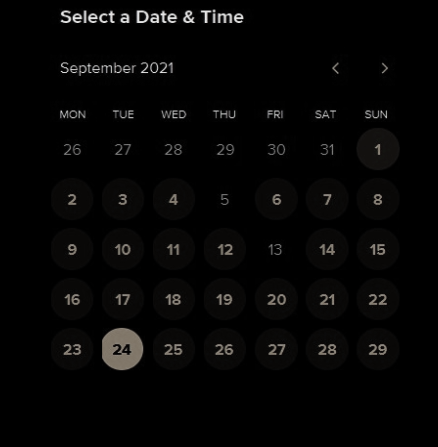 Select a Date & Time
September 2021
MON TUE WED THU FRI SAT SUN
26 27 28 29 30 31 1
2 3 4 5 6 7 8
9 10 11 12 13 14 15
16 17 18 19 20 21 22
23 24 25 26 27 28 29